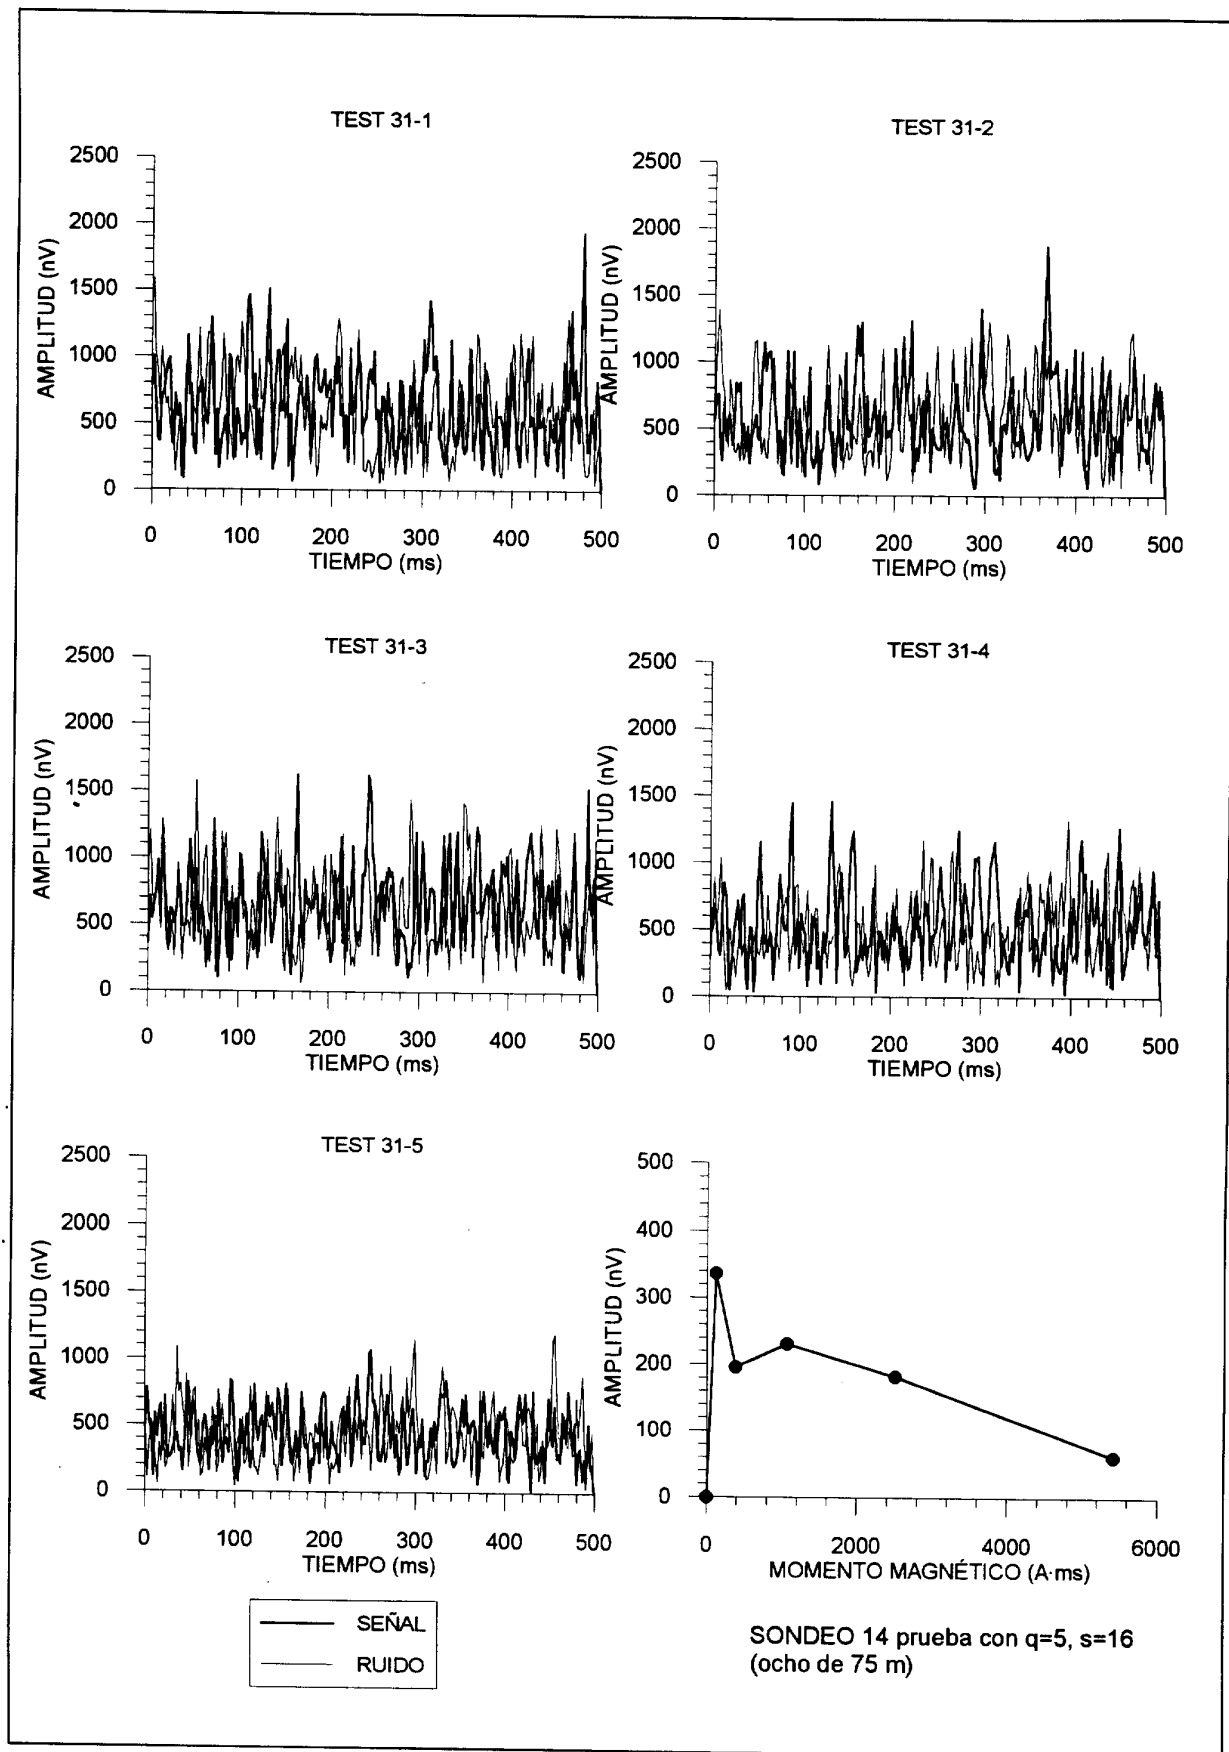 TEST 31-1
2500
2000
1500
1000
500
0
AMPLITUD (nV)
0 100 200 300 400 500
TIEMPO (ms)
TEST 31-2
2500
2000
1500
1000
500
0
AMPLITUD (nV)
0 100 200 300 400 500
TIEMPO (ms)
TEST 31-3
2500
2000
1500
1000
500
0
AMPLITUD (nV)
0 100 200 300 400 500
TIEMPO (ms)
TEST 31-4
2500
2000
1500
1000
500
0
AMPLITUD (nV)
0 100 200 300 400 500
TIEMPO (ms)
TEST 31-5
2500
2000
1500
1000
500
0
AMPLITUD (nV)
0 100 200 300 400 500
TIEMPO (ms)
500
400
300
200
100
0
AMPLITUD (nV)
0 2000 4000 6000
MOMENTO MAGNÉTICO (A·ms)
SEÑAL
RUIDO
SONDEO 14 prueba con q=5, s=16
(ocho de 75 m)